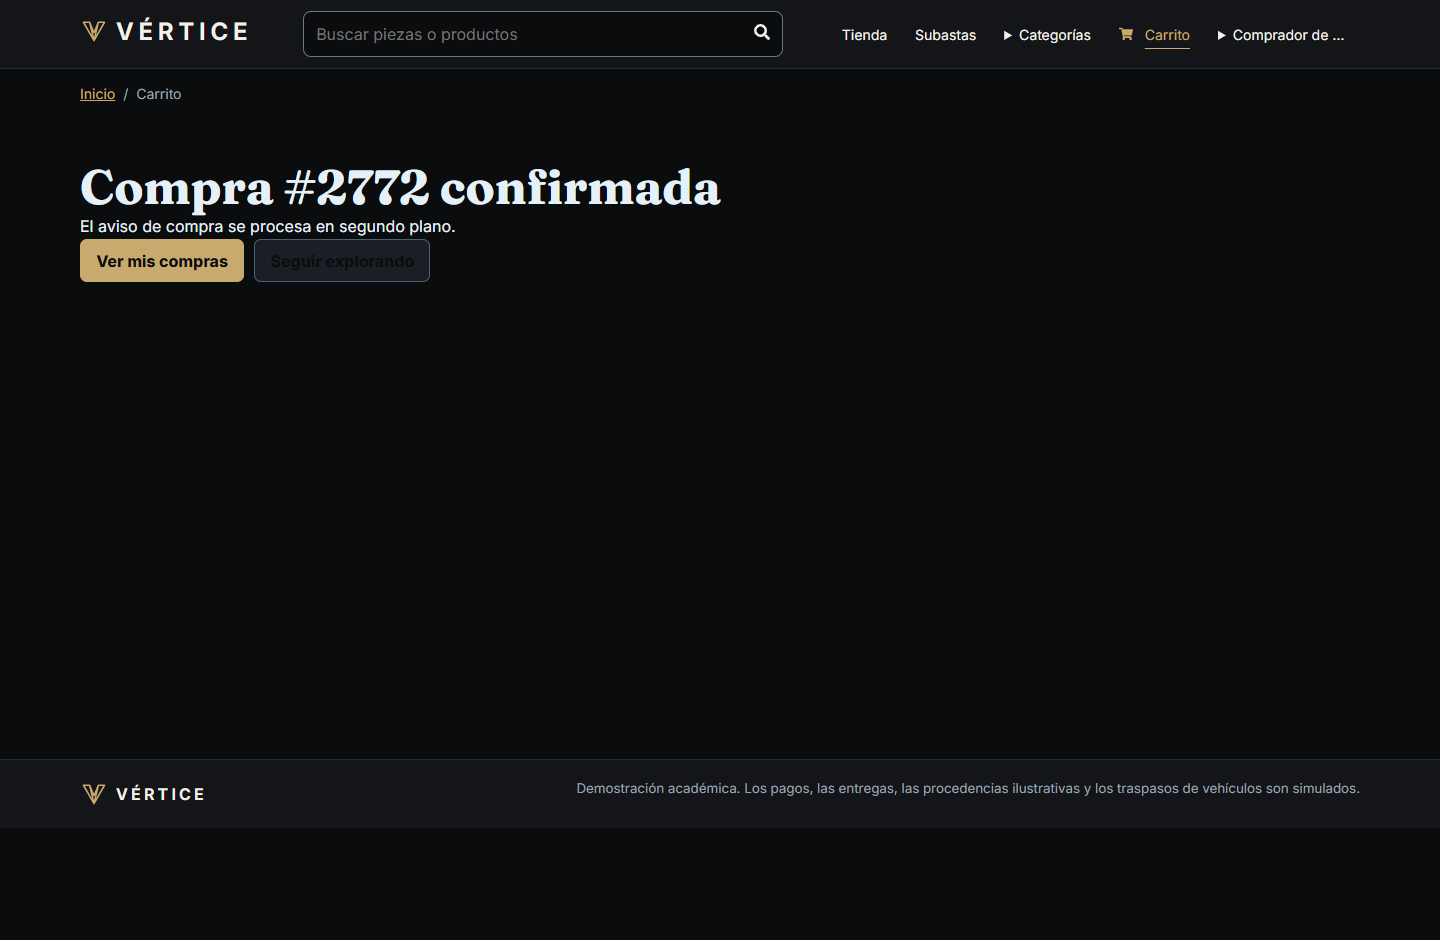 VÉRTICE
Buscar piezas o productos
Tienda
Subastas
Categorías
Carrito
Comprador de ...
Inicio / Carrito
Compra #2772 confirmada
El aviso de compra se procesa en segundo plano.
Ver mis compras
Seguir explorando
VÉRTICE
Demostración académica. Los pagos, las entregas, las procedencias ilustrativas y los traspasos de vehículos son simulados.